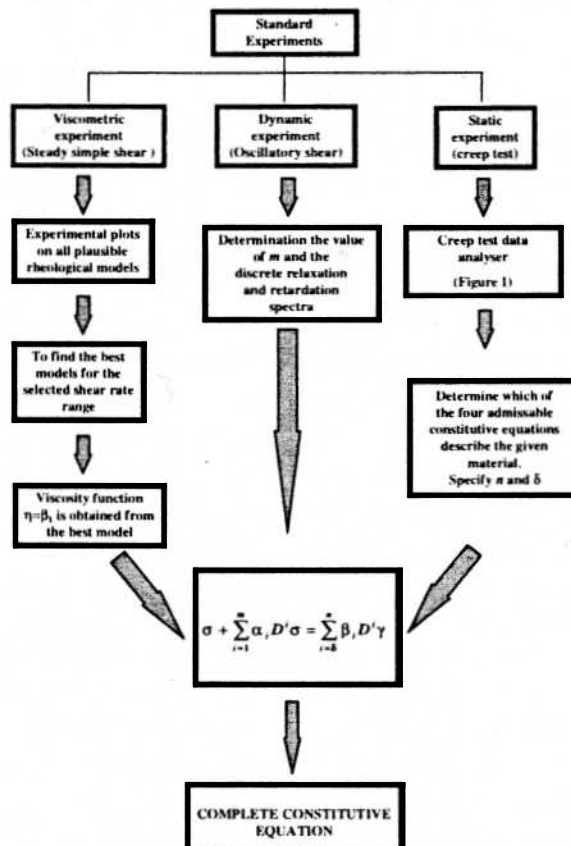 Standard
Experiments
Viscometric
experiment
(Steady simple shear )
Dynamic
experiment
(Oscillatory shear)
Static
experiment
(creep test)
Experimental plots
on all plausible
rheological models
Determination the value
of m and the
discrete relaxation
and retardation
spectra
Creep test data
analyser
(Figure 1)
To find the best
models for the
selected shear rate
range
Determine which of
the four admissable
constitutive equations
describe the given
material.
Specify n and δ
Viscosity function
η=β₁ is obtained from
the best model
σ + ∑_{i=1}^{m} α_i D^i σ = ∑_{i=δ}^{n} β_i D^i γ
COMPLETE CONSTITUTIVE
EQUATION